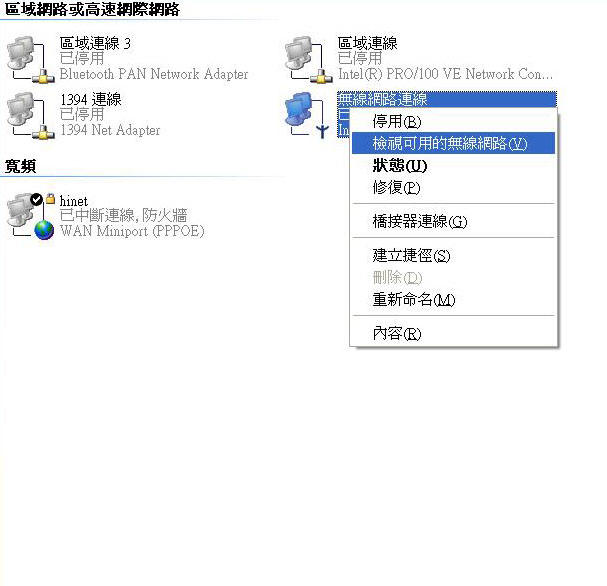 區域網路或高速網際網路
區域連線 3
已停用
Bluetooth PAN Network Adapter
區域連線
已停用
Intel(R) PRO/100 VE Network Con...
1394 連線
已停用
1394 Net Adapter
無線網路連線
停用(B)
檢視可用的無線網路(V)
狀態(U)
修復(P)
橋接器連線(G)
建立捷徑(S)
刪除(D)
重新命名(M)
內容(R)
寬頻
hinet
已中斷連線, 防火牆
WAN Miniport (PPPOE)